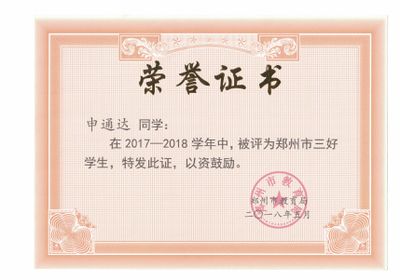 荣誉证书
申通达 同学：
在 2017—2018 学年中，被评为郑州市三好
学生，特发此证，以资鼓励。
郑州市教育局
郑州市教育局
二〇一八年五月